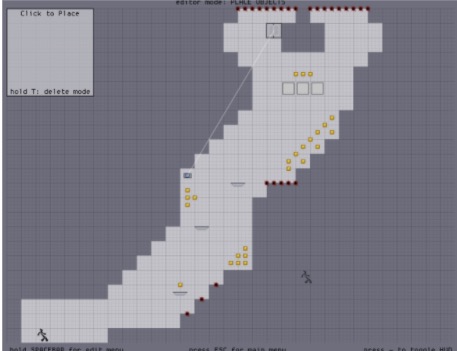 editor mode: PLACE OBJECTS
Click to Place
hold T: delete mode
hold SPACEBAR for edit menu
press ESC for main menu
press ~ to toggle HUD